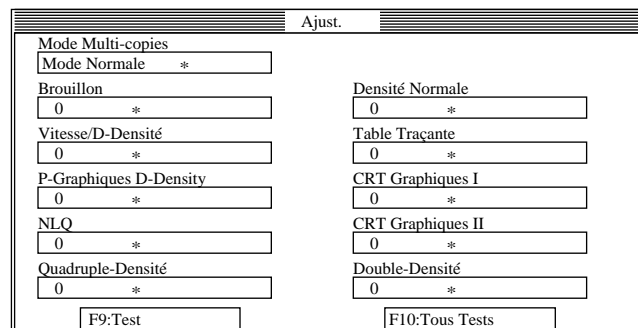 Ajust.
Mode Multi-copies
Mode Normale *
Brouillon
0 *
Densité Normale
0 *
Vitesse/D-Densité
0 *
Table Traçante
0 *
P-Graphiques D-Density
0 *
CRT Graphiques I
0 *
NLQ
0 *
CRT Graphiques II
0 *
Quadruple-Densité
0 *
Double-Densité
0 *
F9:Test
F10:Tous Tests